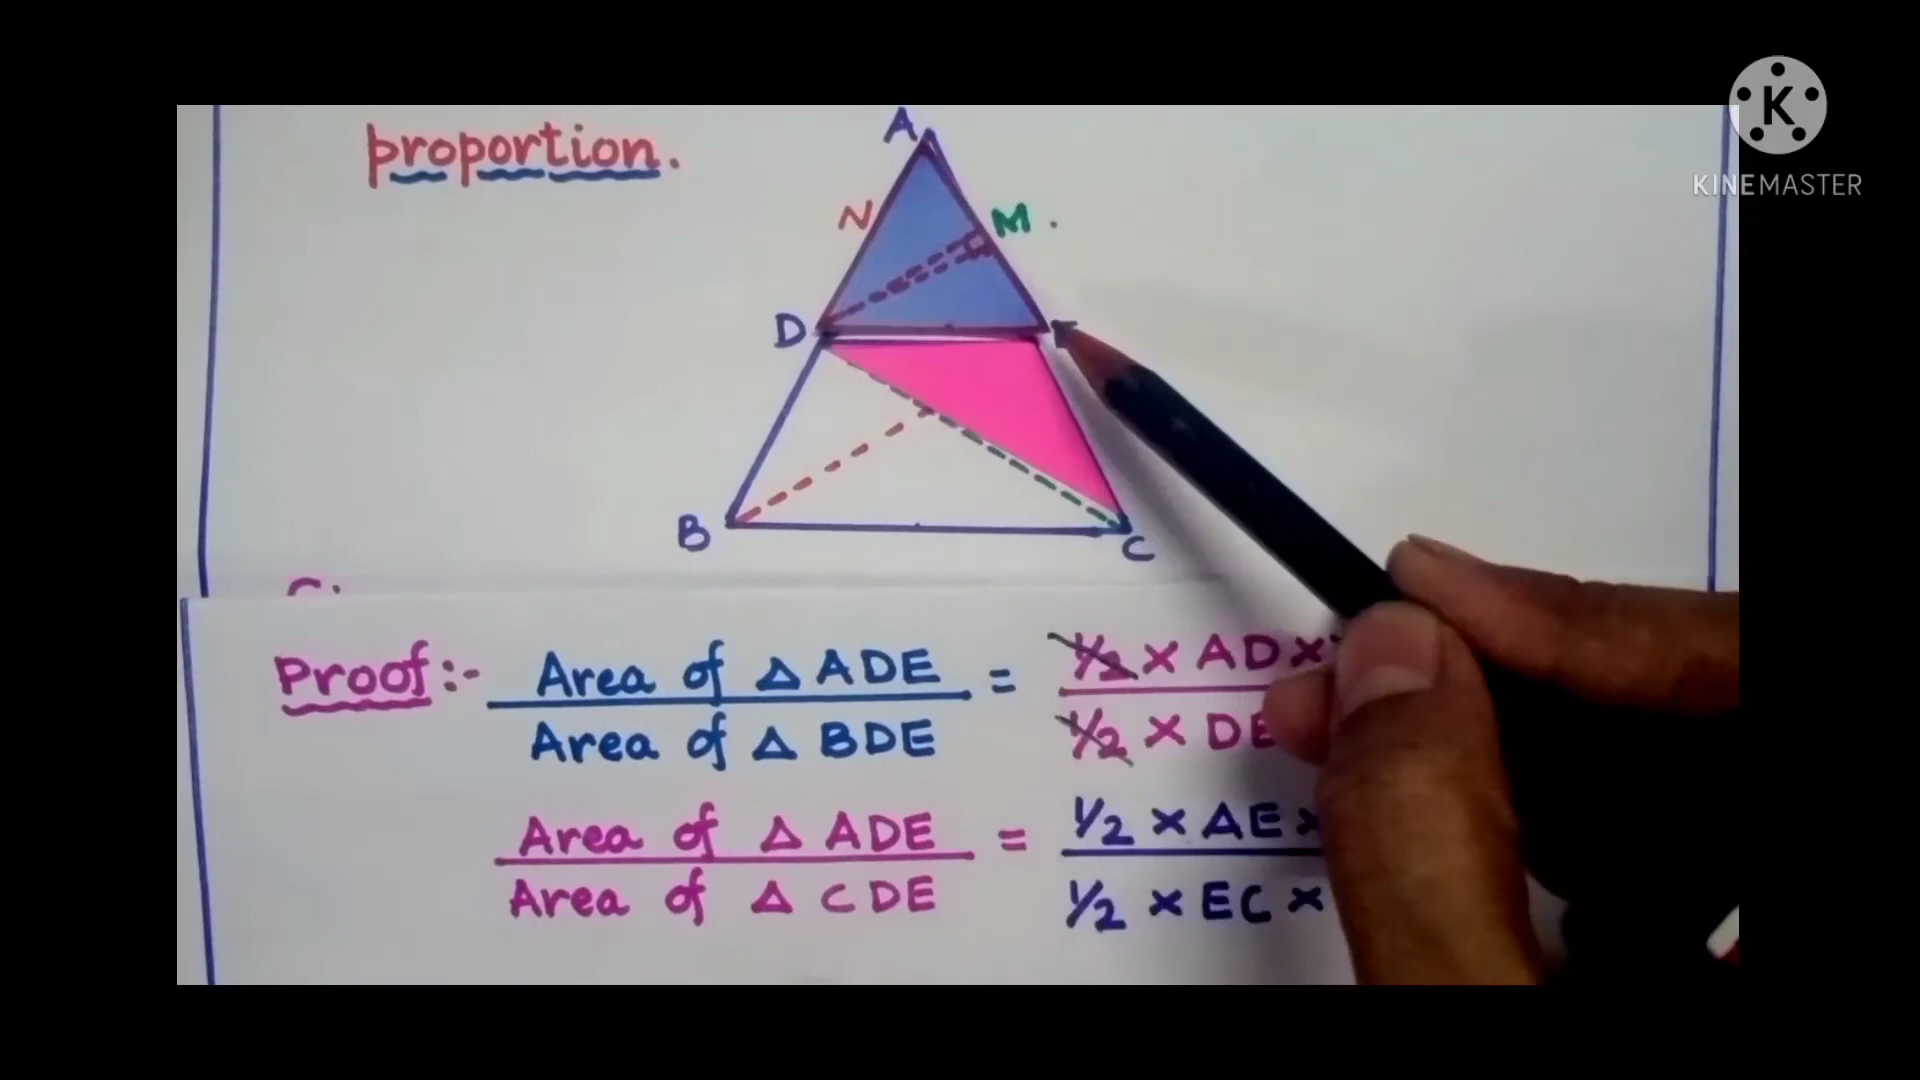 proportion.
A
N
M.
D
B
C
Proof:- Area of △ ADE = 1/2 × AD ×
Area of △ BDE 1/2 × DB
Area of △ ADE = 1/2 × AE ×
Area of △ CDE 1/2 × EC ×
K
KINEMASTER